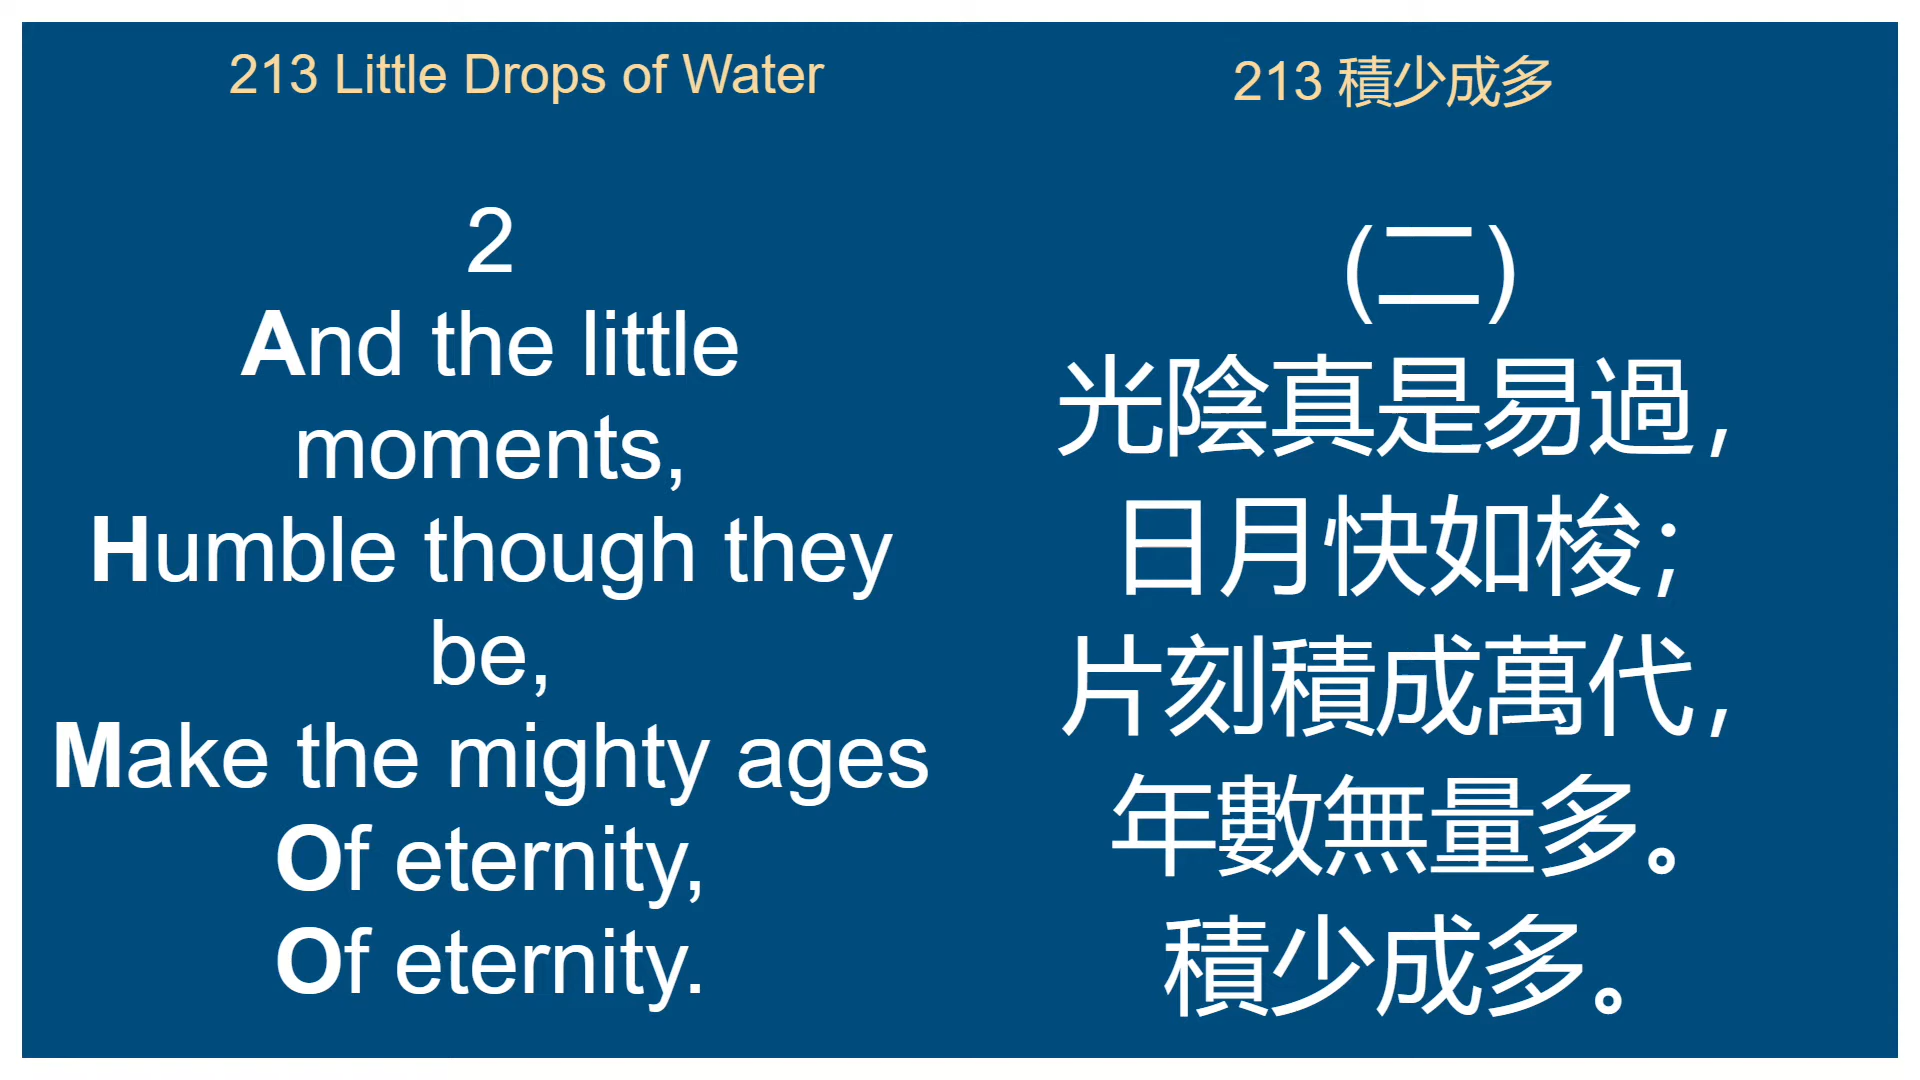 213 Little Drops of Water
2
And the little
moments,
Humble though they
be,
Make the mighty ages
Of eternity,
Of eternity.
213 積少成多
(二)
光陰真是易過，
日月快如梭；
片刻積成萬代，
年數無量多。
積少成多。